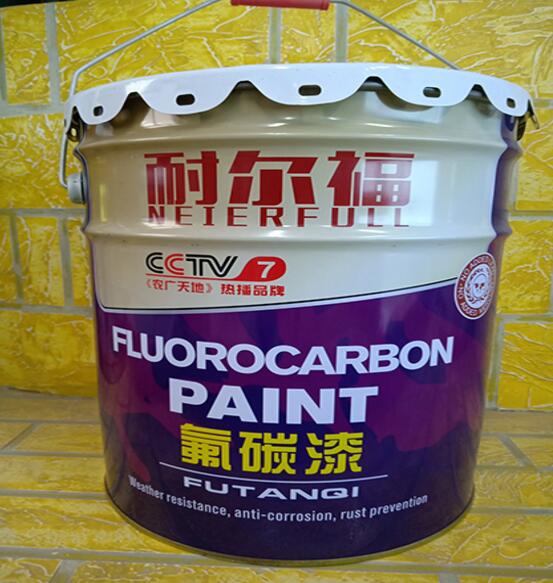 耐尔福
NEIERFULL
CCTV 7
《农广天地》热播品牌
FLUOROCARBON
PAINT
氟碳漆
FUTANQI
Weather resistance, anti-corrosion, rust prevention